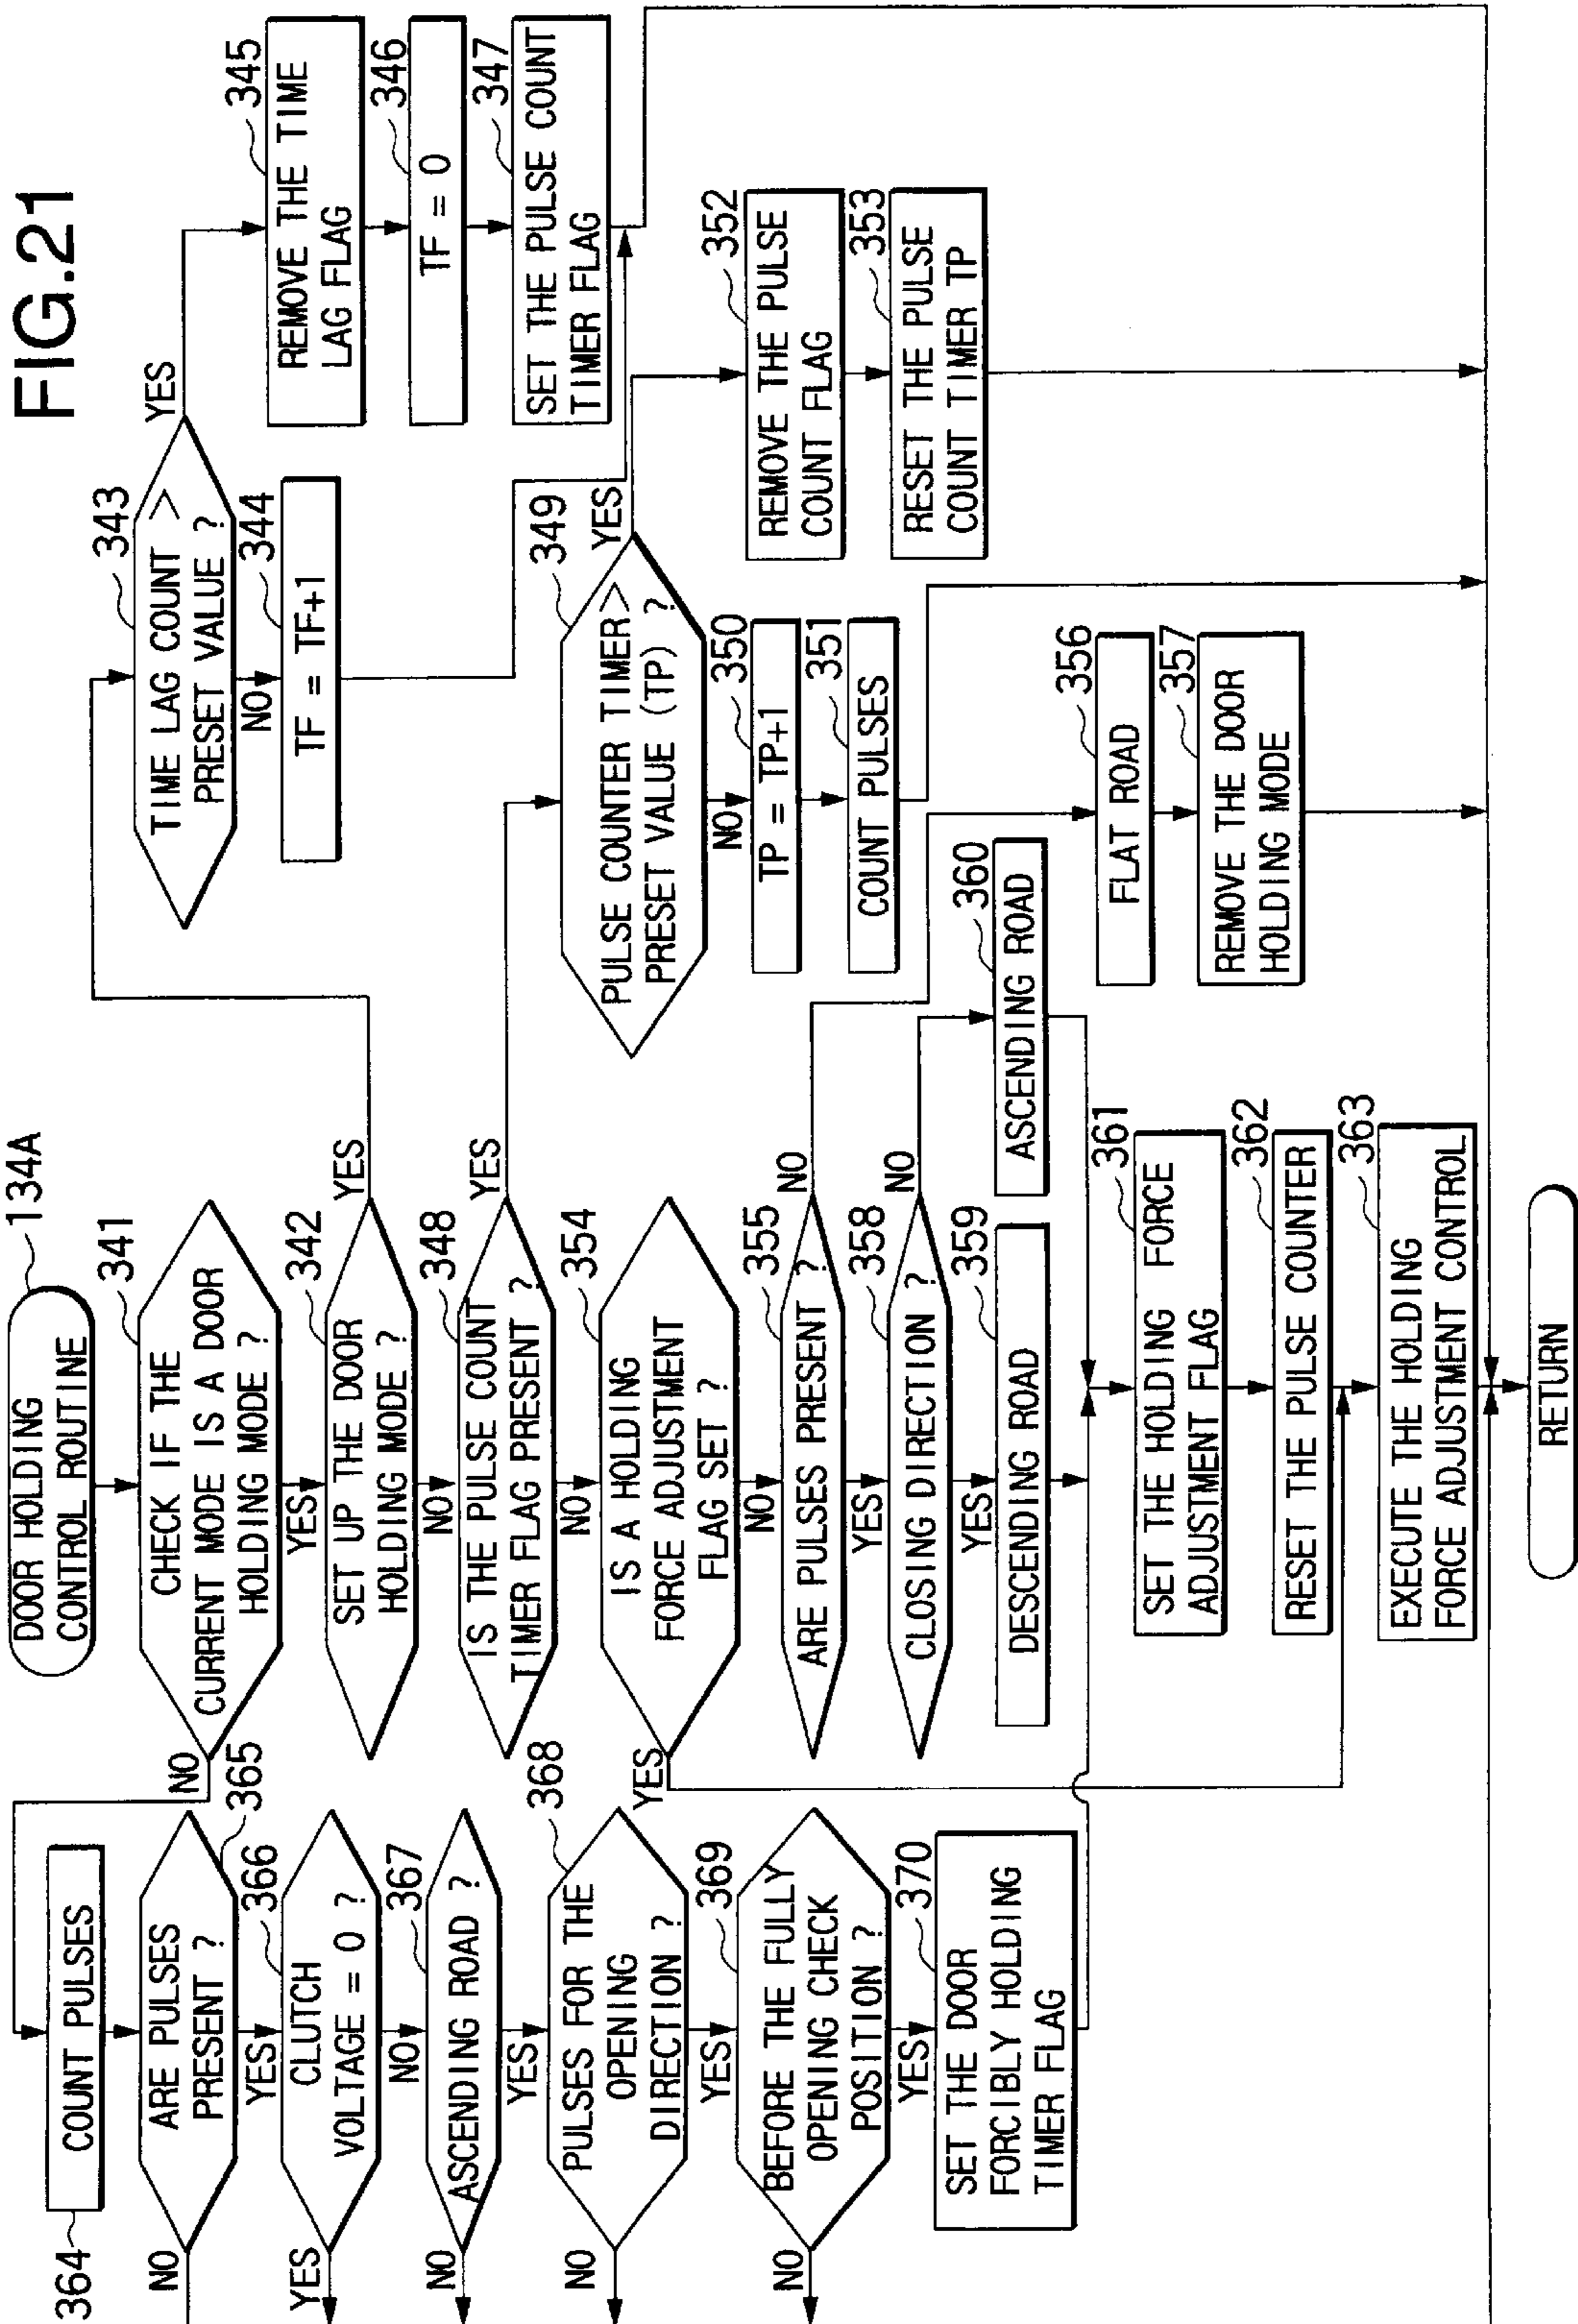 FIG.21
DOOR HOLDING
CONTROL ROUTINE
134A
CHECK IF THE
CURRENT MODE IS A DOOR
HOLDING MODE ?
341
YES
NO
SET UP THE DOOR
HOLDING MODE ?
342
YES
NO
TIME LAG COUNT >
PRESET VALUE ?
343
YES
NO
TF = TF+1
344
REMOVE THE TIME
LAG FLAG
345
TF = 0
346
SET THE PULSE COUNT
TIMER FLAG
347
IS THE PULSE COUNT
TIMER FLAG PRESENT ?
348
YES
NO
PULSE COUNTER TIMER>
PRESET VALUE (TP) ?
349
YES
NO
TP = TP+1
350
COUNT PULSES
351
REMOVE THE PULSE
COUNT FLAG
352
RESET THE PULSE
COUNT TIMER TP
353
IS A HOLDING
FORCE ADJUSTMENT
FLAG SET ?
354
YES
NO
ARE PULSES PRESENT ?
355
NO
YES
FLAT ROAD
356
REMOVE THE DOOR
HOLDING MODE
357
CLOSING DIRECTION ?
358
NO
YES
DESCENDING ROAD
359
ASCENDING ROAD
360
SET THE HOLDING FORCE
ADJUSTMENT FLAG
361
RESET THE PULSE COUNTER
362
EXECUTE THE HOLDING
FORCE ADJUSTMENT CONTROL
363
RETURN
COUNT PULSES
364
ARE PULSES
PRESENT ?
365
NO
YES
CLUTCH
VOLTAGE = 0 ?
366
YES
NO
ASCENDING ROAD ?
367
NO
YES
PULSES FOR THE
OPENING
DIRECTION ?
368
NO
YES
BEFORE THE FULLY
OPENING CHECK
POSITION ?
369
NO
YES
SET THE DOOR
FORCIBLY HOLDING
TIMER FLAG
370